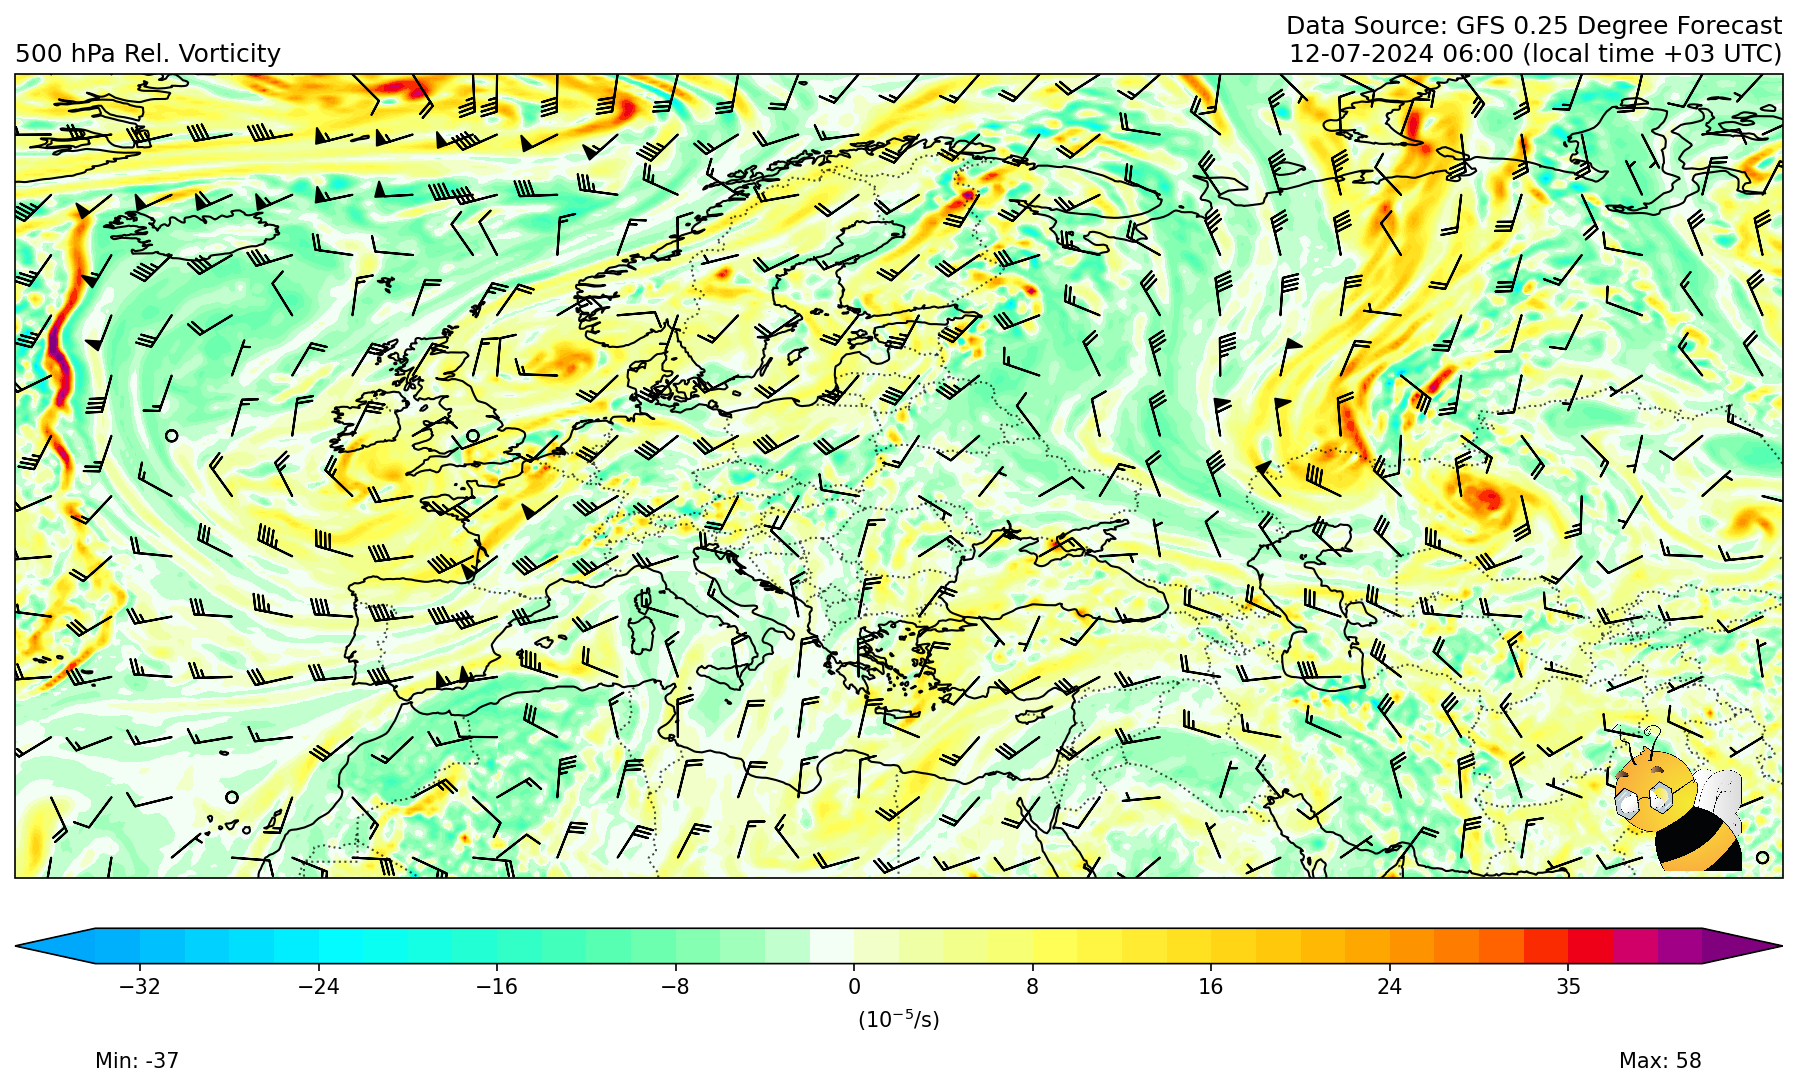 Data Source: GFS 0.25 Degree Forecast
500 hPa Rel. Vorticity
12-07-2024 06:00 (local time +03 UTC)
−32 −24 −16 −8 0 8 16 24 35
(10⁻⁵/s)
Min: -37
Max: 58